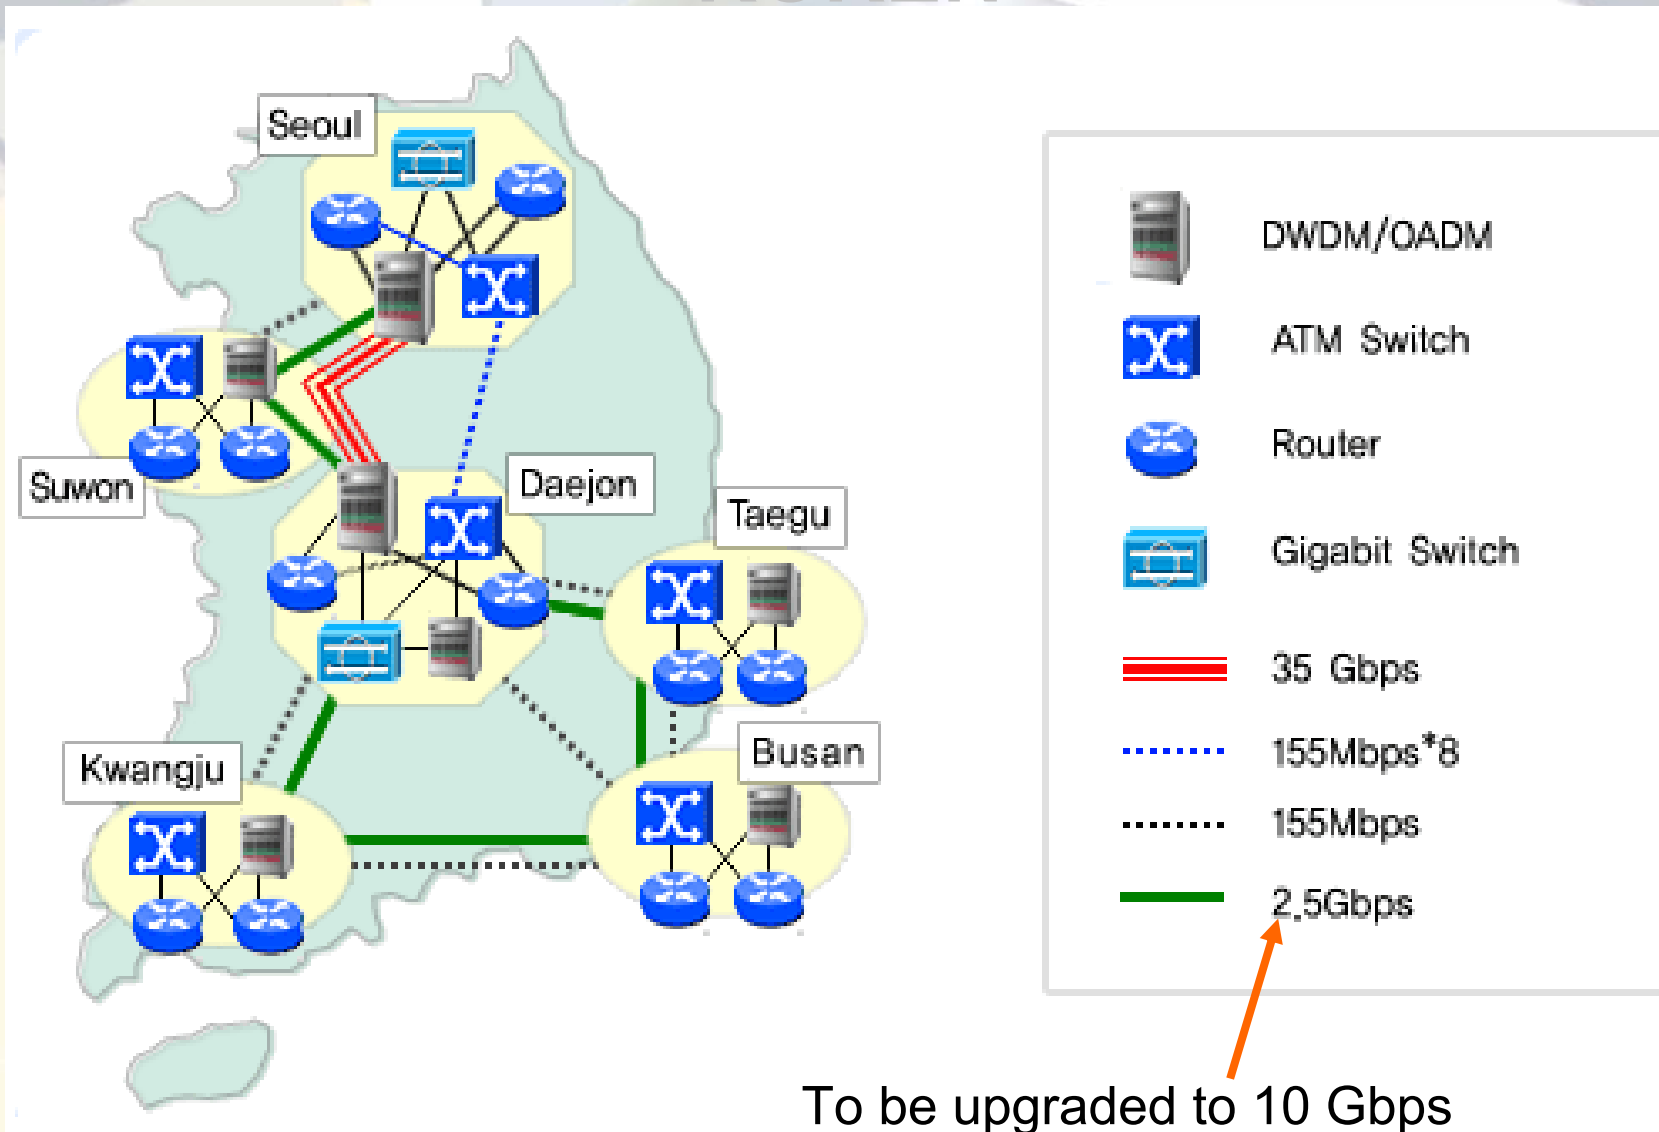 Seoul
Suwon
Daejon
Taegu
Kwangju
Busan
DWDM/OADM
ATM Switch
Router
Gigabit Switch
35 Gbps
155Mbps*8
155Mbps
2.5Gbps
To be upgraded to 10 Gbps